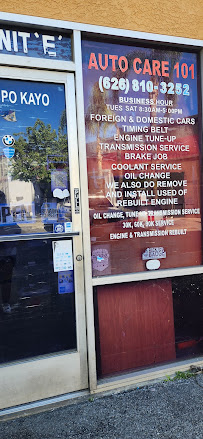 NIT 'E'
PO KAYO
AUTO CARE 101
(626) 810-3252
BUSINESS HOUR
TUES SAT 8:30AM-5:00PM
FOREIGN & DOMESTIC CARS
TIMING BELT
ENGINE TUNE-UP
TRANSMISSION SERVICE
BRAKE JOB
COOLANT SERVICE
OIL CHANGE
WE ALSO DO REMOVE
AND INSTALL USED OF
REBUILT ENGINE
OIL CHANGE, TUNE-UP TRANSMISSION SERVICE
30K, 60K, 90K SERVICE
ENGINE & TRANSMISSION REBUILT